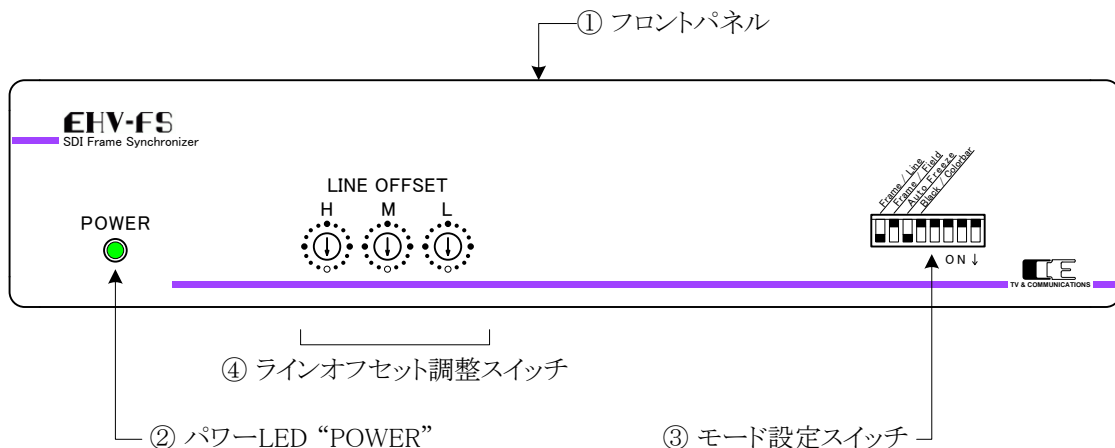 ① フロントパネル
EHV-FS
SDI Frame Synchronizer
LINE OFFSET
H M L
POWER
Frame / Line
Frame / Field
Auto Freeze
Black / Colorbar
ON ↓
CE
TV & COMMUNICATIONS
④ ラインオフセット調整スイッチ
② パワーLED “POWER”
③ モード設定スイッチ